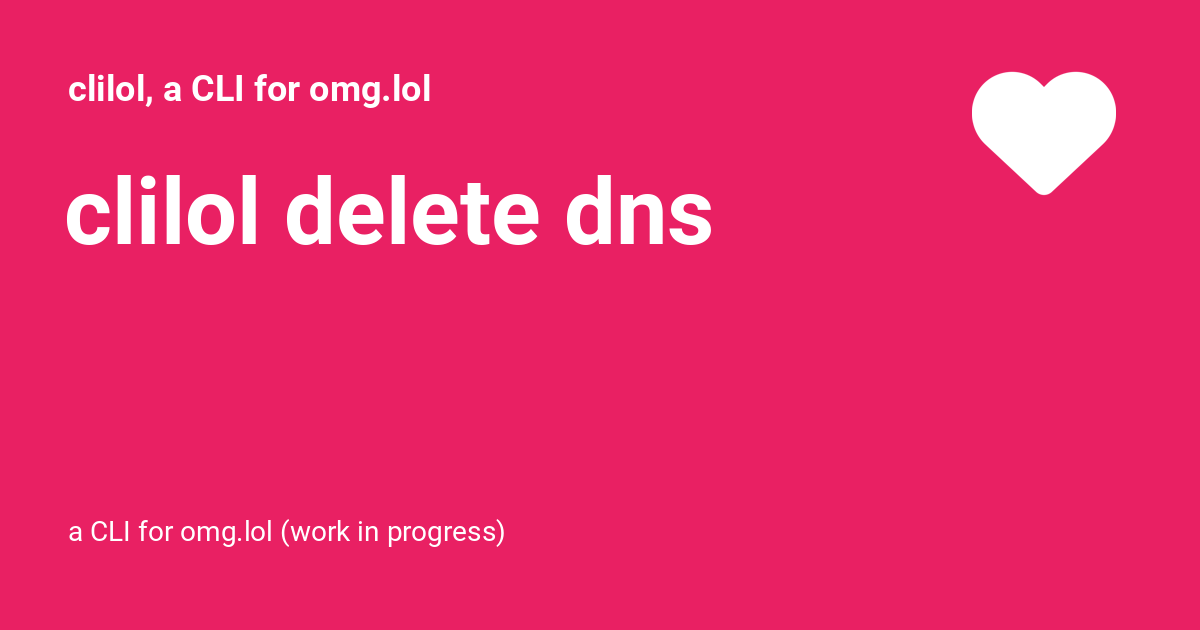 clilol, a CLI for omg.lol
clilol delete dns
a CLI for omg.lol (work in progress)